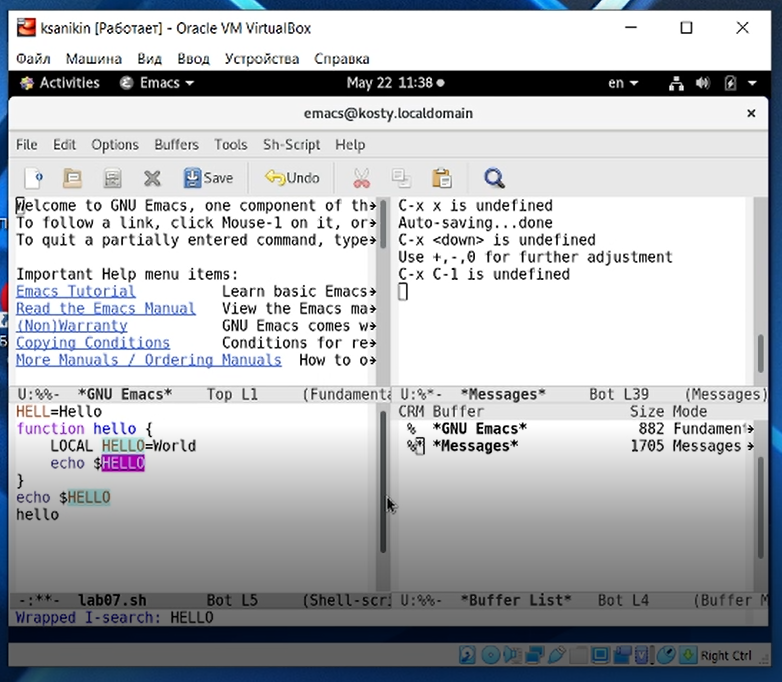 ksanikin [Работает] - Oracle VM VirtualBox
Файл Машина Вид Ввод Устройства Справка
Activities Emacs May 22 11:38 en
emacs@kosty.localdomain
File Edit Options Buffers Tools Sh-Script Help
Save Undo
Welcome to GNU Emacs, one component of th
To follow a link, click Mouse-1 on it, or
To quit a partially entered command, type
Important Help menu items:
Emacs Tutorial Learn basic Emacs
Read the Emacs Manual View the Emacs ma
(Non)Warranty GNU Emacs comes w
Copying Conditions Conditions for re
More Manuals / Ordering Manuals How to o
U:%%- *GNU Emacs* Top L1 (Fundamenta
C-x x is undefined
Auto-saving...done
C-x <down> is undefined
Use +,-,0 for further adjustment
C-x C-1 is undefined
U:%*- *Messages* Bot L39 (Messages)
HELL=Hello
function hello {
LOCAL HELLO=World
echo $HELLO
}
echo $HELLO
hello
-:**- lab07.sh Bot L5 (Shell-scri
CRM Buffer Size Mode
% *GNU Emacs* 882 Fundament
%* *Messages* 1705 Messages
U:%%- *Buffer List* Bot L4 (Buffer M
Wrapped I-search: HELLO
Right Ctrl